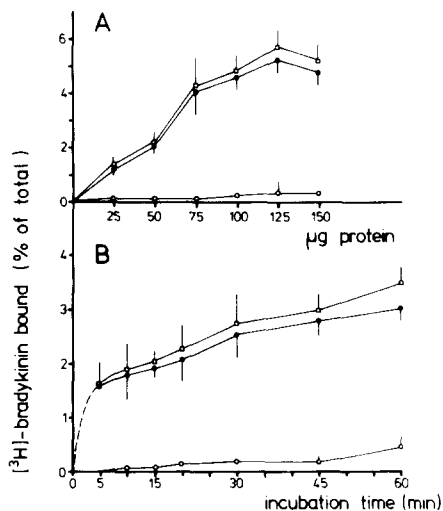 A
6
4
2
0
25 50 75 100 125 150
µg protein
B
4
3
2
1
0
0 5 10 15 20 30 45 60
incubation time (min)
[³H]-bradykinin bound (% of total)